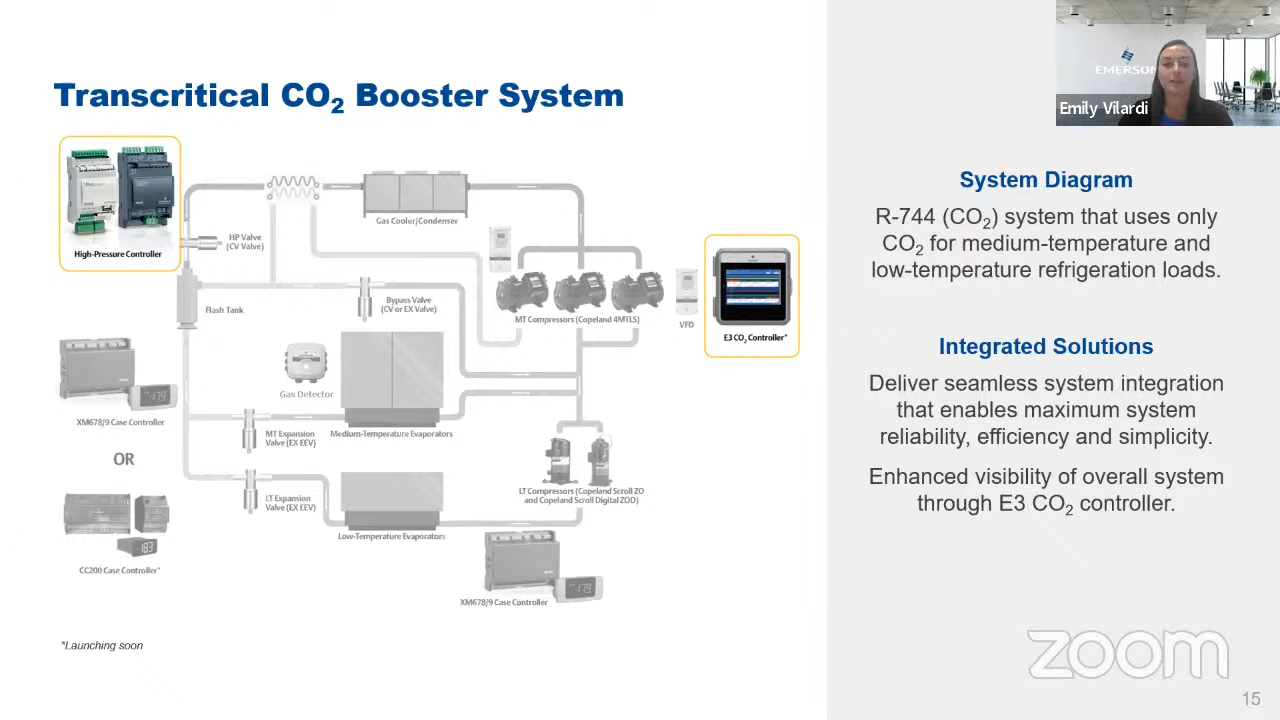 EMERSON
Emily Vilardi
Transcritical CO₂ Booster System
High-Pressure Controller
HP Valve
(CV Valve)
Gas Cooler/Condenser
Flash Tank
Bypass Valve
(CV or EX Valve)
MT Compressors (Copeland 4MTLS)
VFD
E3 CO₂ Controller*
Gas Detector
XM678/9 Case Controller
OR
CC200 Case Controller*
MT Expansion
Valve (EX EEV)
Medium-Temperature Evaporators
LT Expansion
Valve (EX EEV)
Low-Temperature Evaporators
LT Compressors (Copeland Scroll ZO
and Copeland Scroll Digital ZOD)
XM678/9 Case Controller
*Launching soon
System Diagram
R-744 (CO₂) system that uses only
CO₂ for medium-temperature and
low-temperature refrigeration loads.
Integrated Solutions
Deliver seamless system integration
that enables maximum system
reliability, efficiency and simplicity.
Enhanced visibility of overall system
through E3 CO₂ controller.
zoom
15